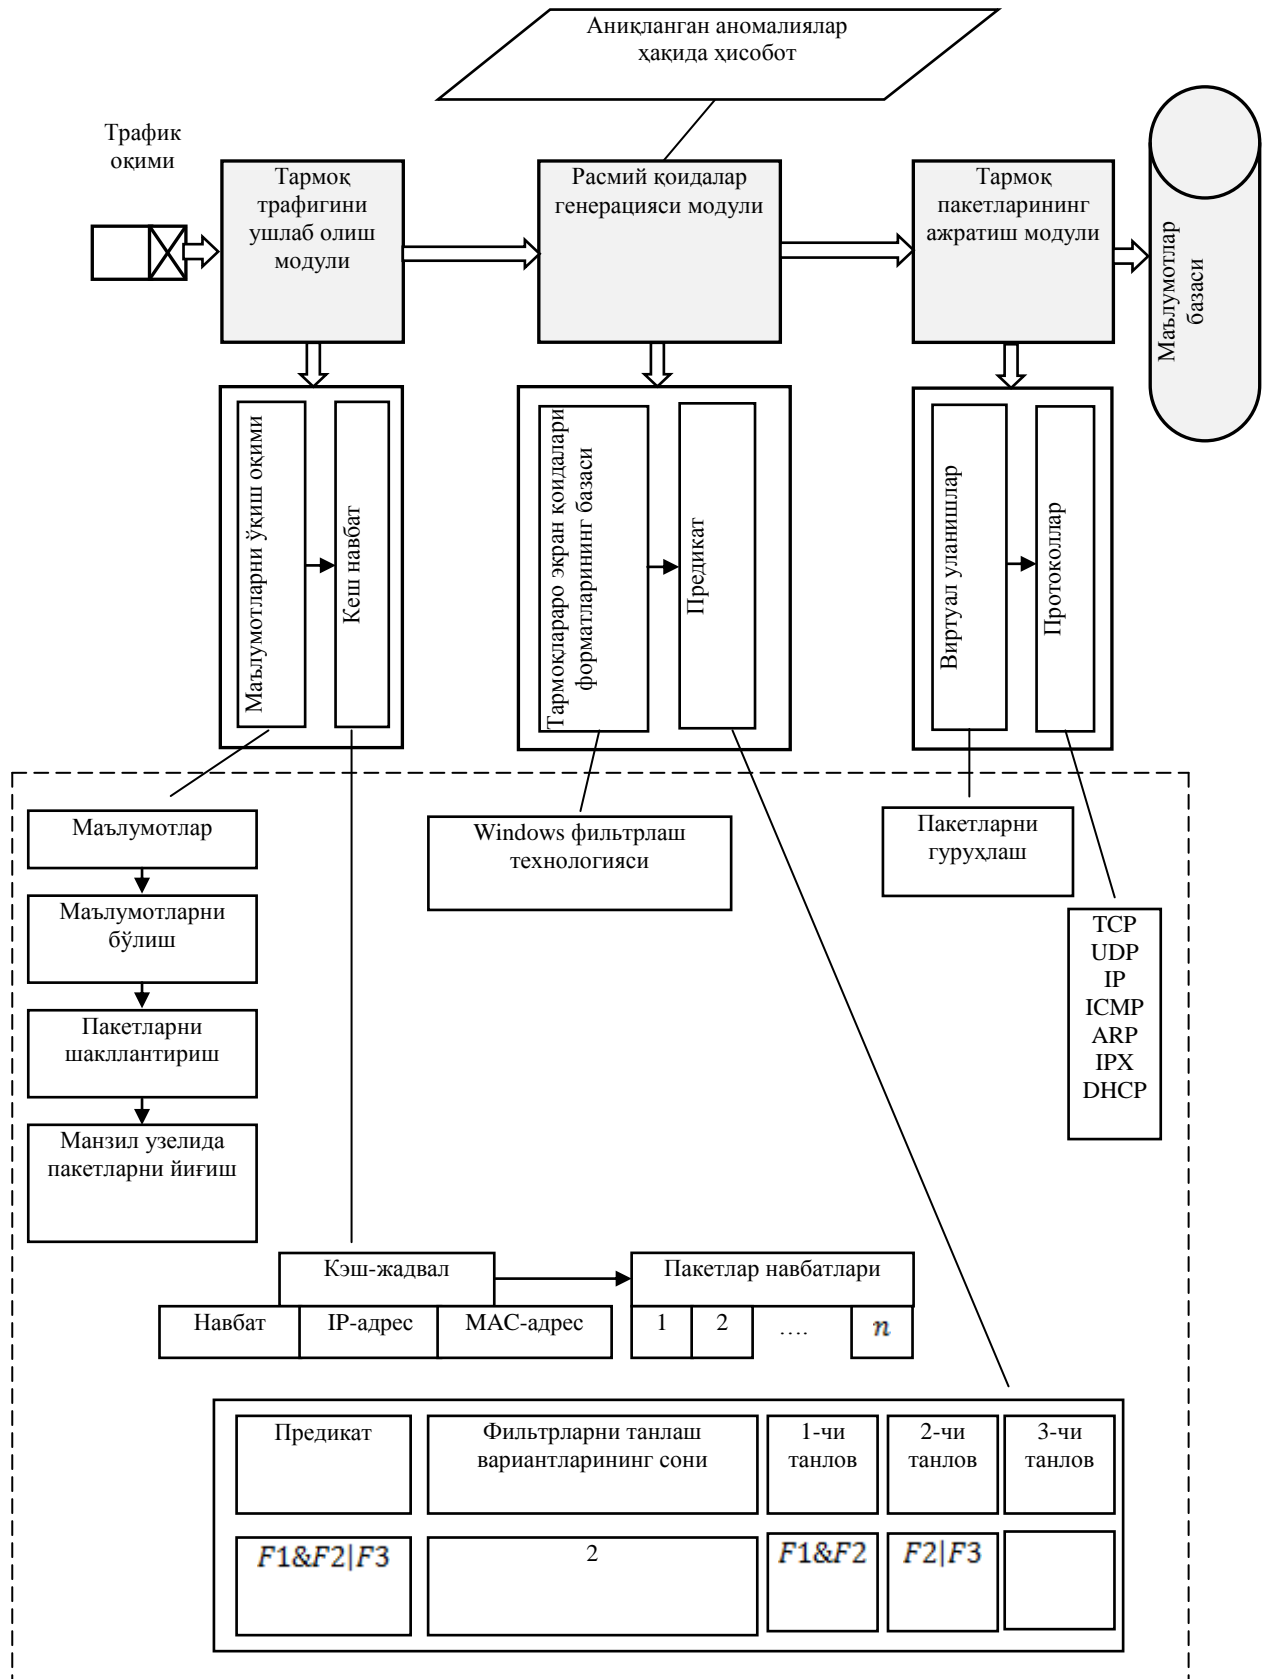 Аниқланган аномалиялар
ҳақида ҳисобот
Трафик
оқими
Тармоқ
трафигини
ушлаб олиш
модули
Расмий қоидалар
генерацияси модули
Тармоқ
пакетларининг
ажратиш модули
Маълумотлар
базаси
Маълумотларни ўқиш оқими
Кеш навбат
Тармоқлараро экран қоидалари
форматларининг базаси
Предикат
Виртуал уланишлар
Протоколлар
Маълумотлар
Маълумотларни
бўлиш
Пакетларни
шакллантириш
Манзил узелида
пакетларни йиғиш
Windows фильтрлаш
технологияси
Пакетларни
гуруҳлаш
TCP
UDP
IP
ICMP
ARP
IPX
DHCP
Кэш-жадвал
Пакетлар навбатлари
Навбат IP-адрес MAC-адрес
1 2 …. n
Предикат
Фильтрларни танлаш
вариантларининг сони
1-чи
танлов
2-чи
танлов
3-чи
танлов
F1&F2|F3
2
F1&F2
F2|F3